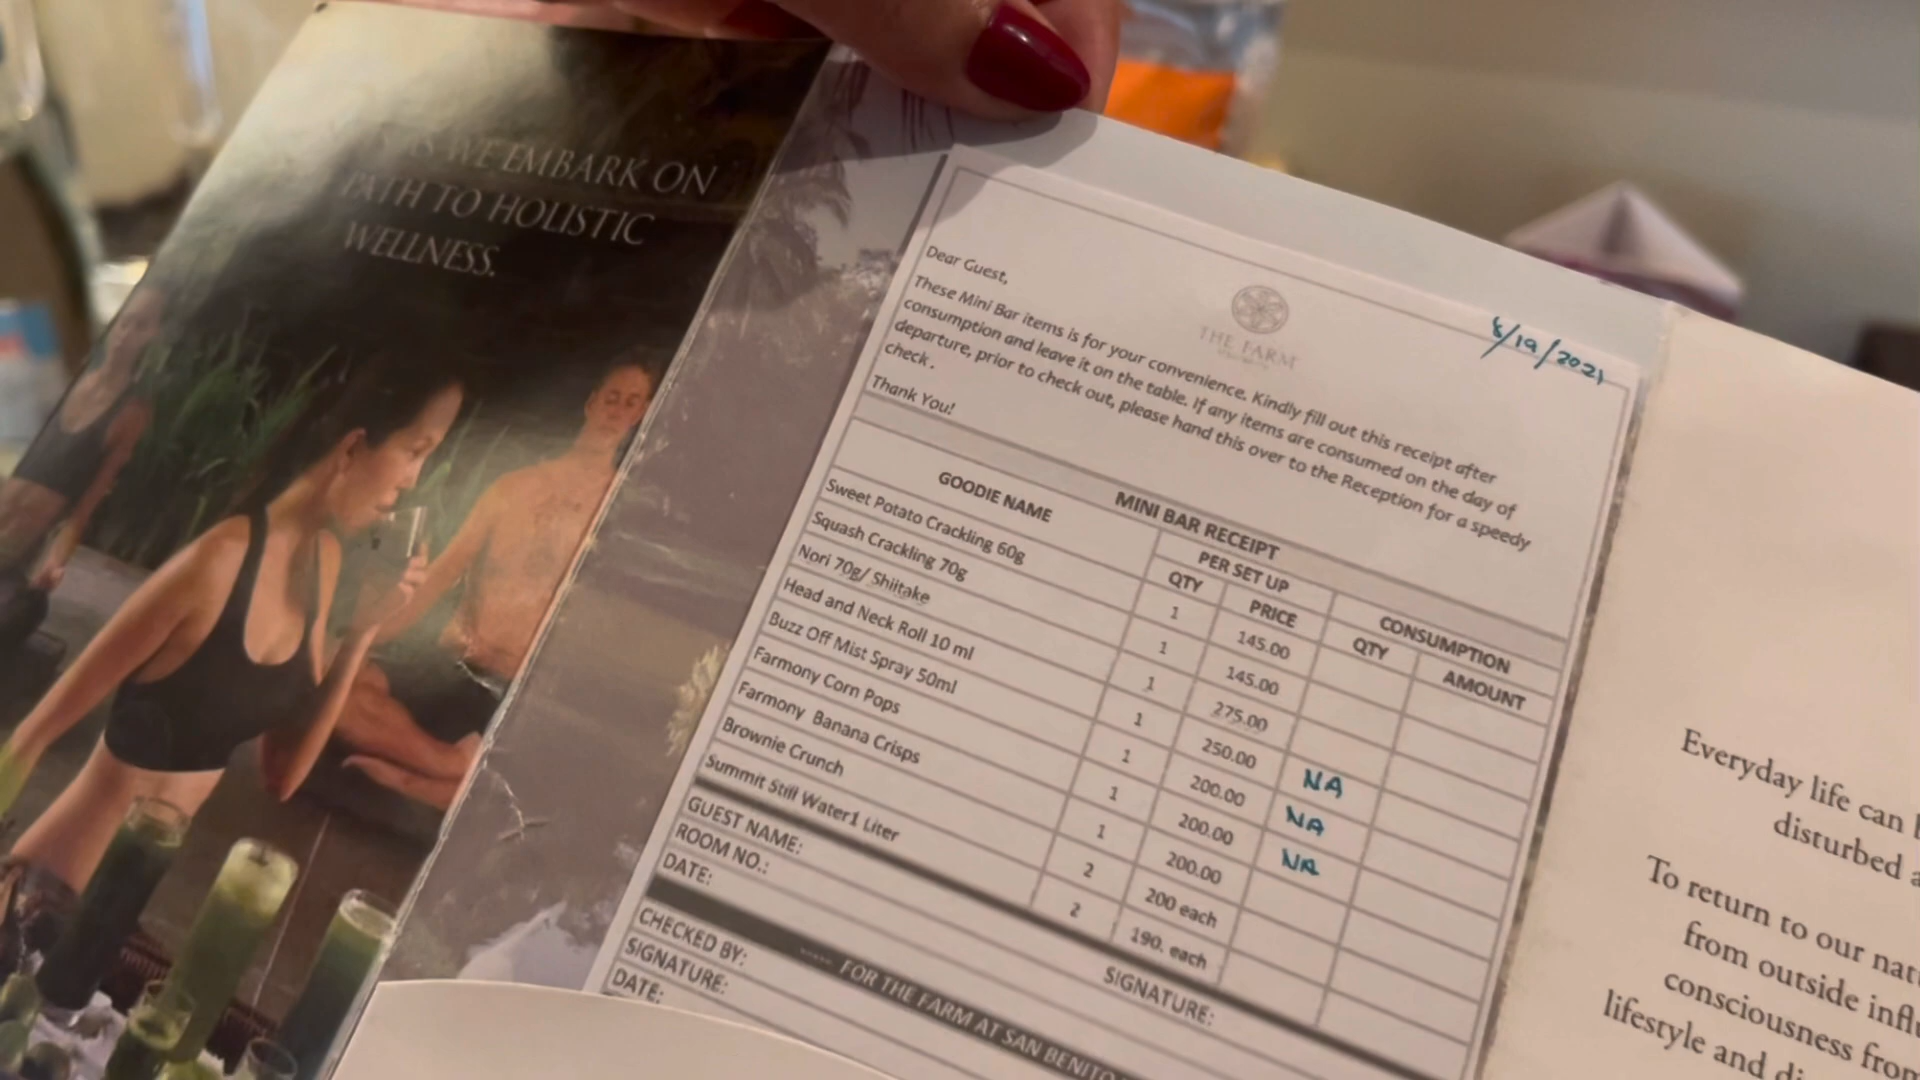 AS WE EMBARK ON
PATH TO HOLISTIC
WELLNESS.
THE FARM
8/19/2021
Dear Guest,
These Mini Bar items is for your convenience. Kindly fill out this receipt after
consumption and leave it on the table. If any items are consumed on the day of
departure, prior to check out, please hand this over to the Reception for a speedy
check.
Thank You!
MINI BAR RECEIPT
GOODIE NAME PER SET UP CONSUMPTION
QTY PRICE QTY AMOUNT
Sweet Potato Crackling 60g 1 145.00
Squash Crackling 70g 1 145.00
Nori 70g/ Shiitake 1 275.00
Head and Neck Roll 10 ml 1 250.00 NA
Buzz Off Mist Spray 50ml 1 200.00 NA
Farmony Corn Pops 1 200.00 NA
Farmony Banana Crisps 1 200.00
Brownie Crunch 2 200 each
Summit Still Water1 Liter 2 190. each
GUEST NAME:
ROOM NO.: SIGNATURE:
DATE:
----- FOR THE FARM AT SAN BENITO
CHECKED BY:
SIGNATURE:
DATE:
Everyday life can
disturbed
To return to our
from outside
consciousness from
lifestyle and